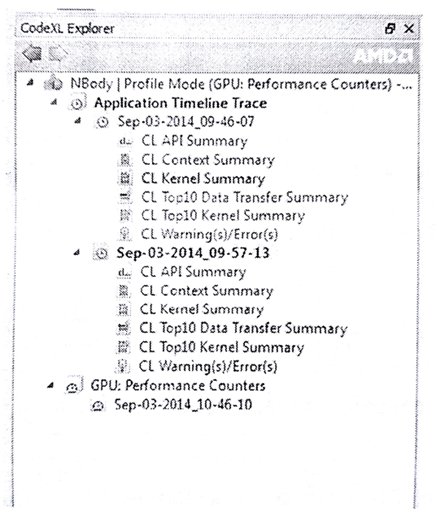 CodeXL Explorer
AMD
NBody | Profile Mode (GPU: Performance Counters) -...
Application Timeline Trace
Sep-03-2014_09-46-07
CL API Summary
CL Context Summary
CL Kernel Summary
CL Top10 Data Transfer Summary
CL Top10 Kernel Summary
CL Warning(s)/Error(s)
Sep-03-2014_09-57-13
CL API Summary
CL Context Summary
CL Kernel Summary
CL Top10 Data Transfer Summary
CL Top10 Kernel Summary
CL Warning(s)/Error(s)
GPU: Performance Counters
Sep-03-2014_10-46-10